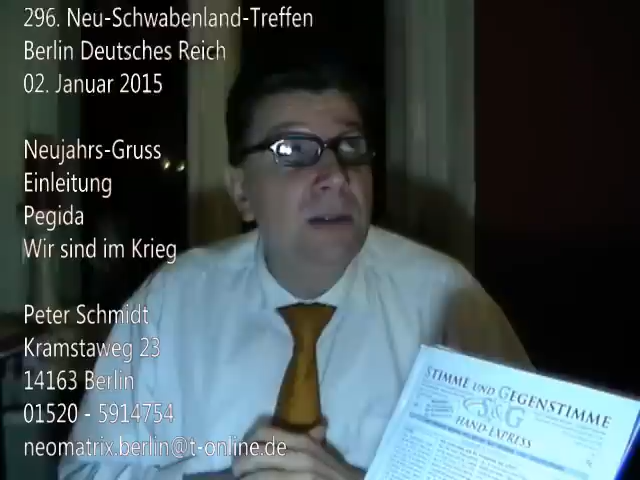 296. Neu-Schwabenland-Treffen
Berlin Deutsches Reich
02. Januar 2015
Neujahrs-Gruss
Einleitung
Pegida
Wir sind im Krieg
Peter Schmidt
Kramstaweg 23
14163 Berlin
01520 - 5914754
neomatrix.berlin@t-online.de
STIMME UND GEGENSTIMME
S&G
HAND-EXPRESS